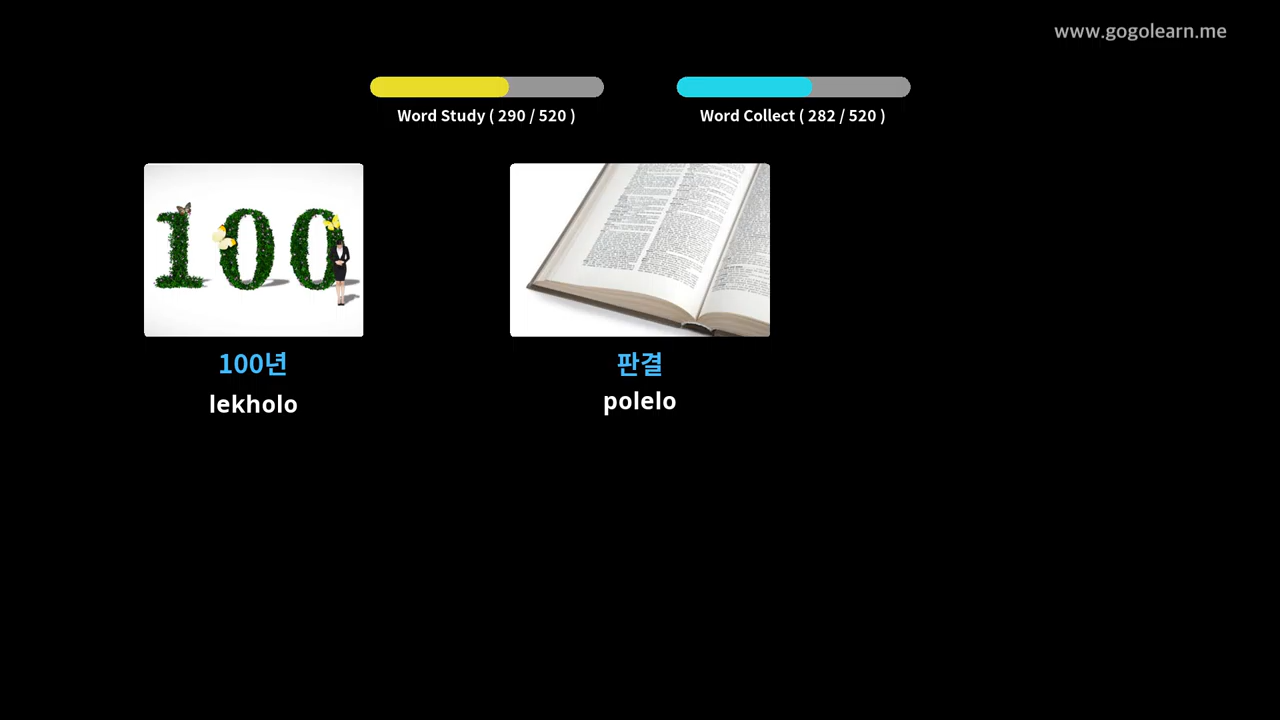 www.gogolearn.me
Word Study ( 290 / 520 )
Word Collect ( 282 / 520 )
100
100년
lekholo
판결
polelo